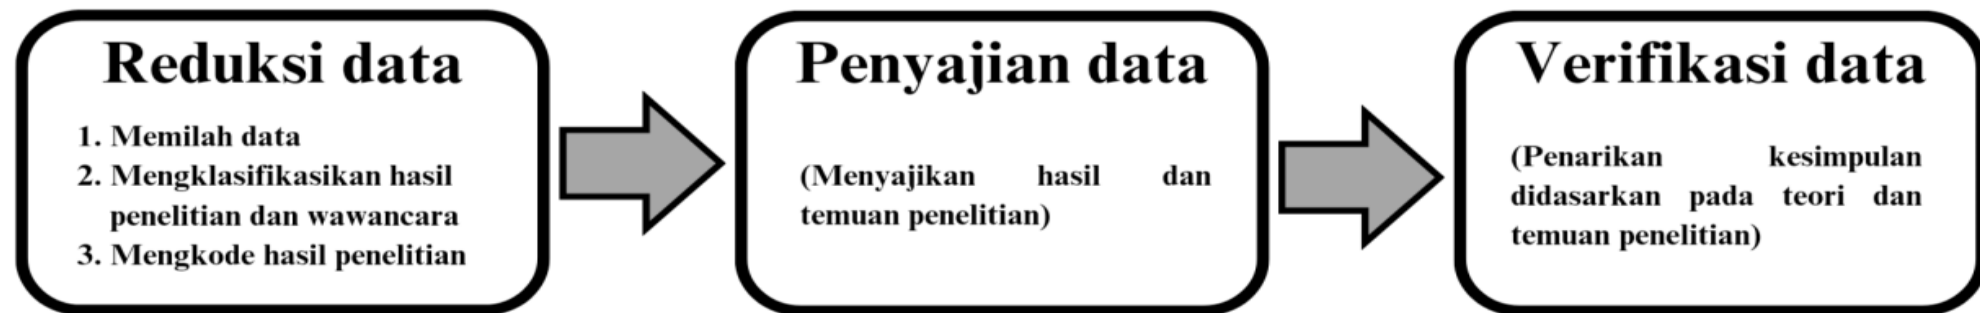 Reduksi data
1. Memilah data
2. Mengklasifikasikan hasil
penelitian dan wawancara
3. Mengkode hasil penelitian
Penyajian data
(Menyajikan hasil dan
temuan penelitian)
Verifikasi data
(Penarikan kesimpulan
didasarkan pada teori dan
temuan penelitian)